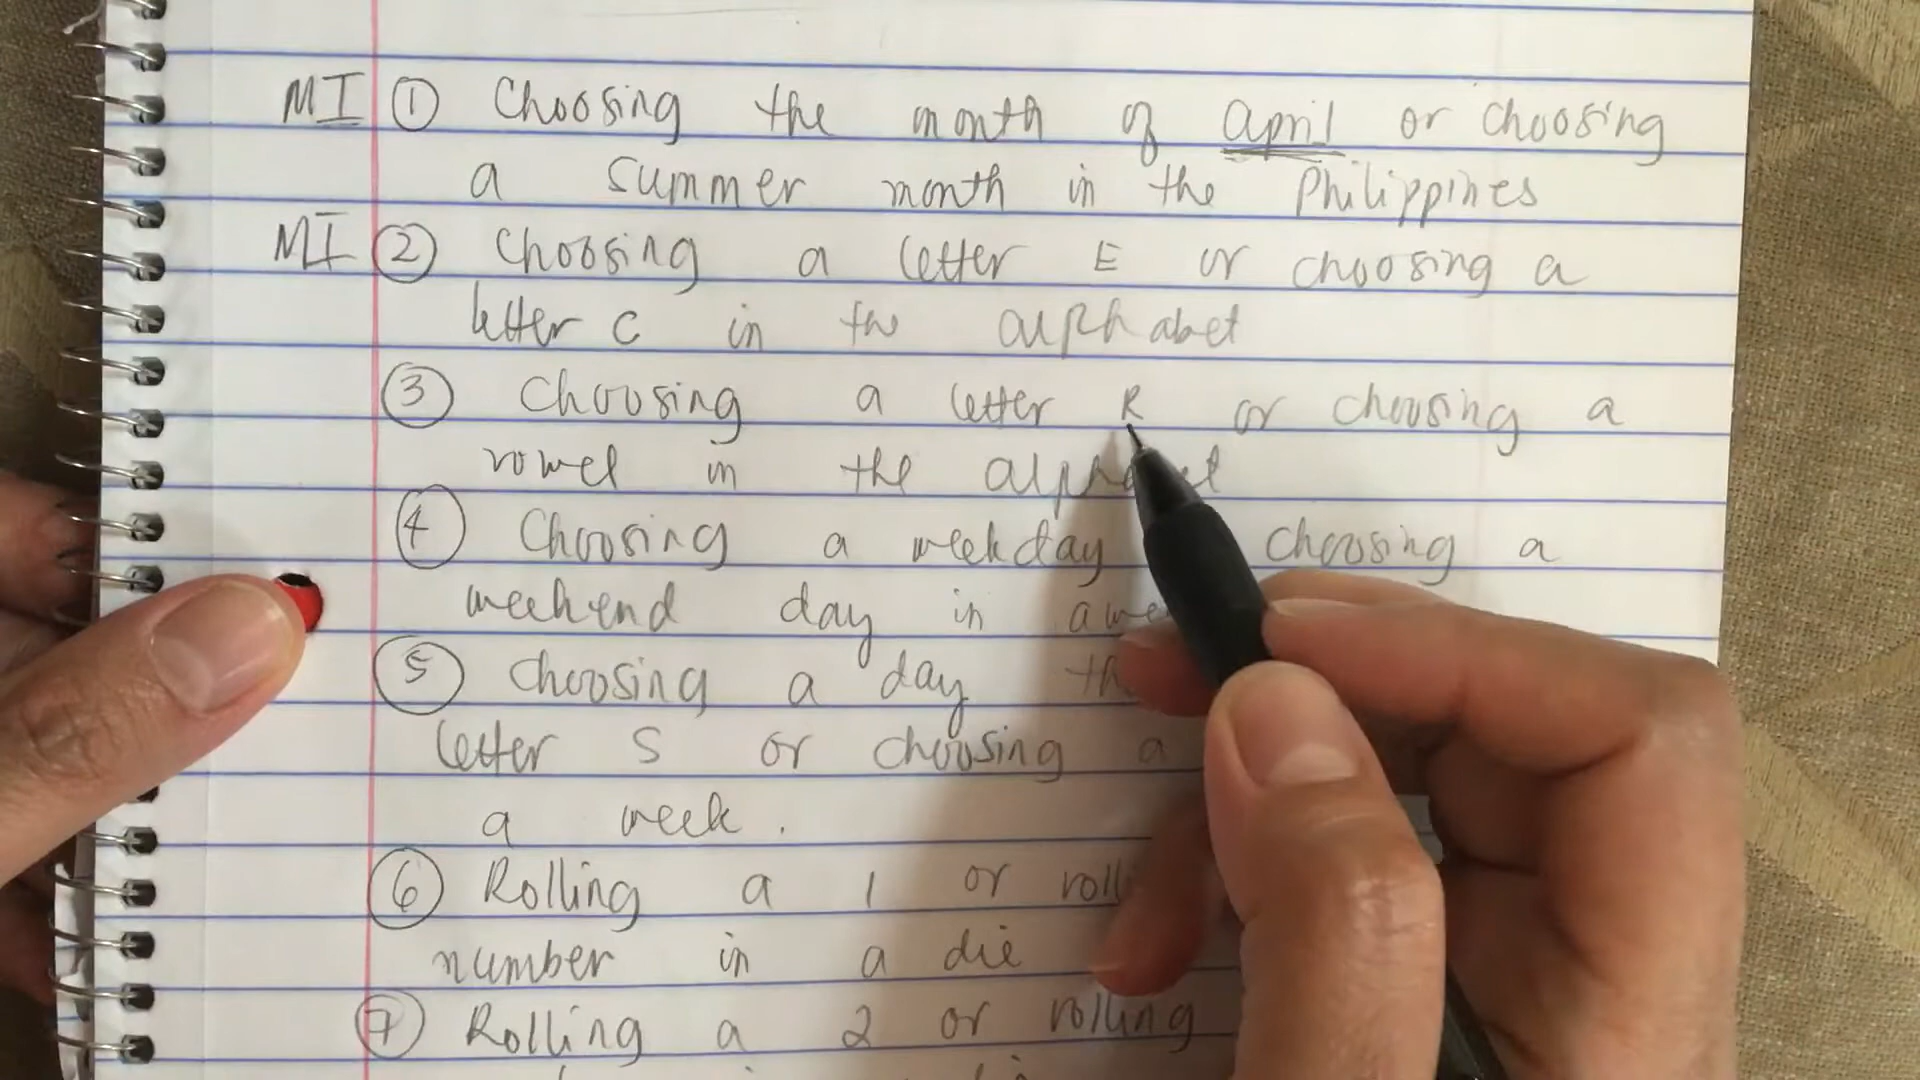 MI ① Choosing the month of april or choosing
a summer month in the Philippines
MI ② Choosing a letter E or choosing a
letter C in the alphabet
③ Choosing a letter R or choosing a
vowel in the
④ Choosing a weekday choosing a
weekend day in a
⑤ Choosing a day
letter S or choosing a
a week.
⑥ Rolling a 1 or
number in a die
⑦ Rolling a 2 or rolling